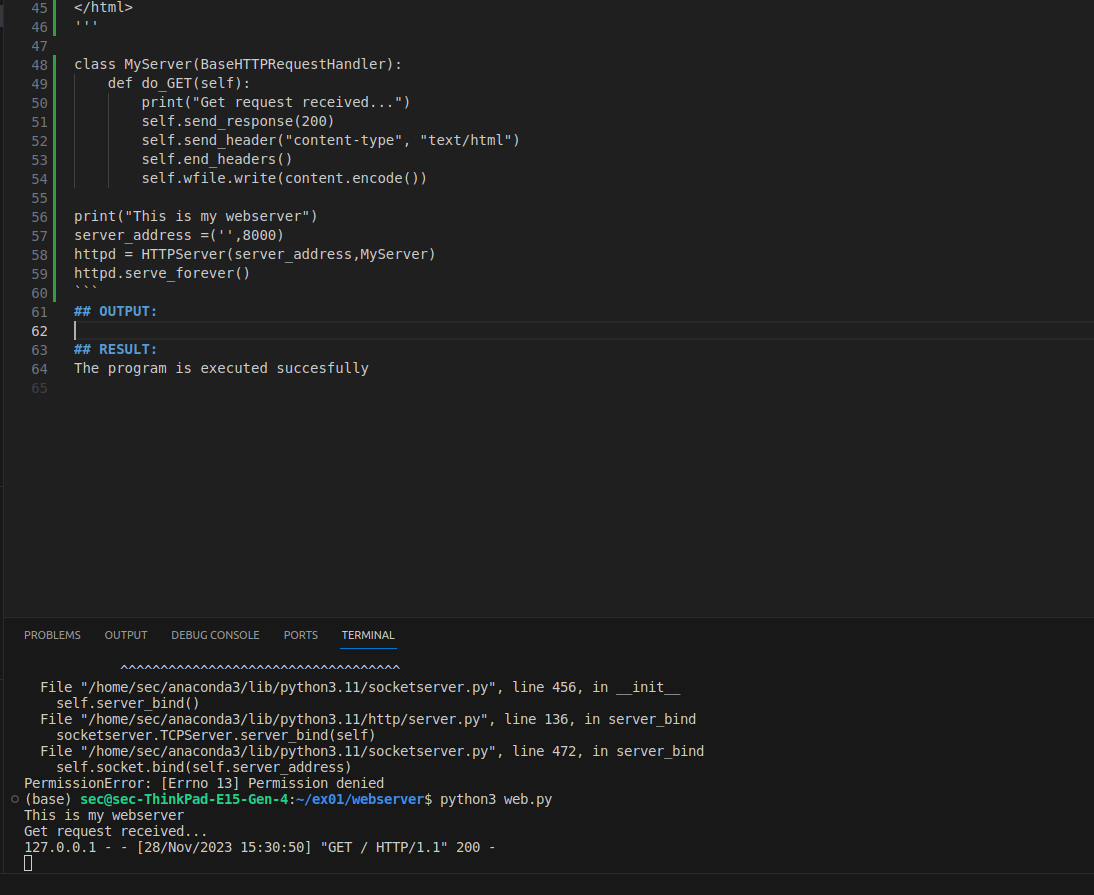 45 </html>
46 '''
47
48 class MyServer(BaseHTTPRequestHandler):
49     def do_GET(self):
50         print("Get request received...")
51         self.send_response(200)
52         self.send_header("content-type", "text/html")
53         self.end_headers()
54         self.wfile.write(content.encode())
55
56 print("This is my webserver")
57 server_address =('',8000)
58 httpd = HTTPServer(server_address,MyServer)
59 httpd.serve_forever()
60 ```
61 ## OUTPUT:
62
63 ## RESULT:
64 The program is executed succesfully
65
PROBLEMS OUTPUT DEBUG CONSOLE PORTS TERMINAL
            ^^^^^^^^^^^^^^^^^^^^^^^^^^^^^^^^^^^
  File "/home/sec/anaconda3/lib/python3.11/socketserver.py", line 456, in __init__
    self.server_bind()
  File "/home/sec/anaconda3/lib/python3.11/http/server.py", line 136, in server_bind
    socketserver.TCPServer.server_bind(self)
  File "/home/sec/anaconda3/lib/python3.11/socketserver.py", line 472, in server_bind
    self.socket.bind(self.server_address)
PermissionError: [Errno 13] Permission denied
(base) sec@sec-ThinkPad-E15-Gen-4:~/ex01/webserver$ python3 web.py
This is my webserver
Get request received...
127.0.0.1 - - [28/Nov/2023 15:30:50] "GET / HTTP/1.1" 200 -